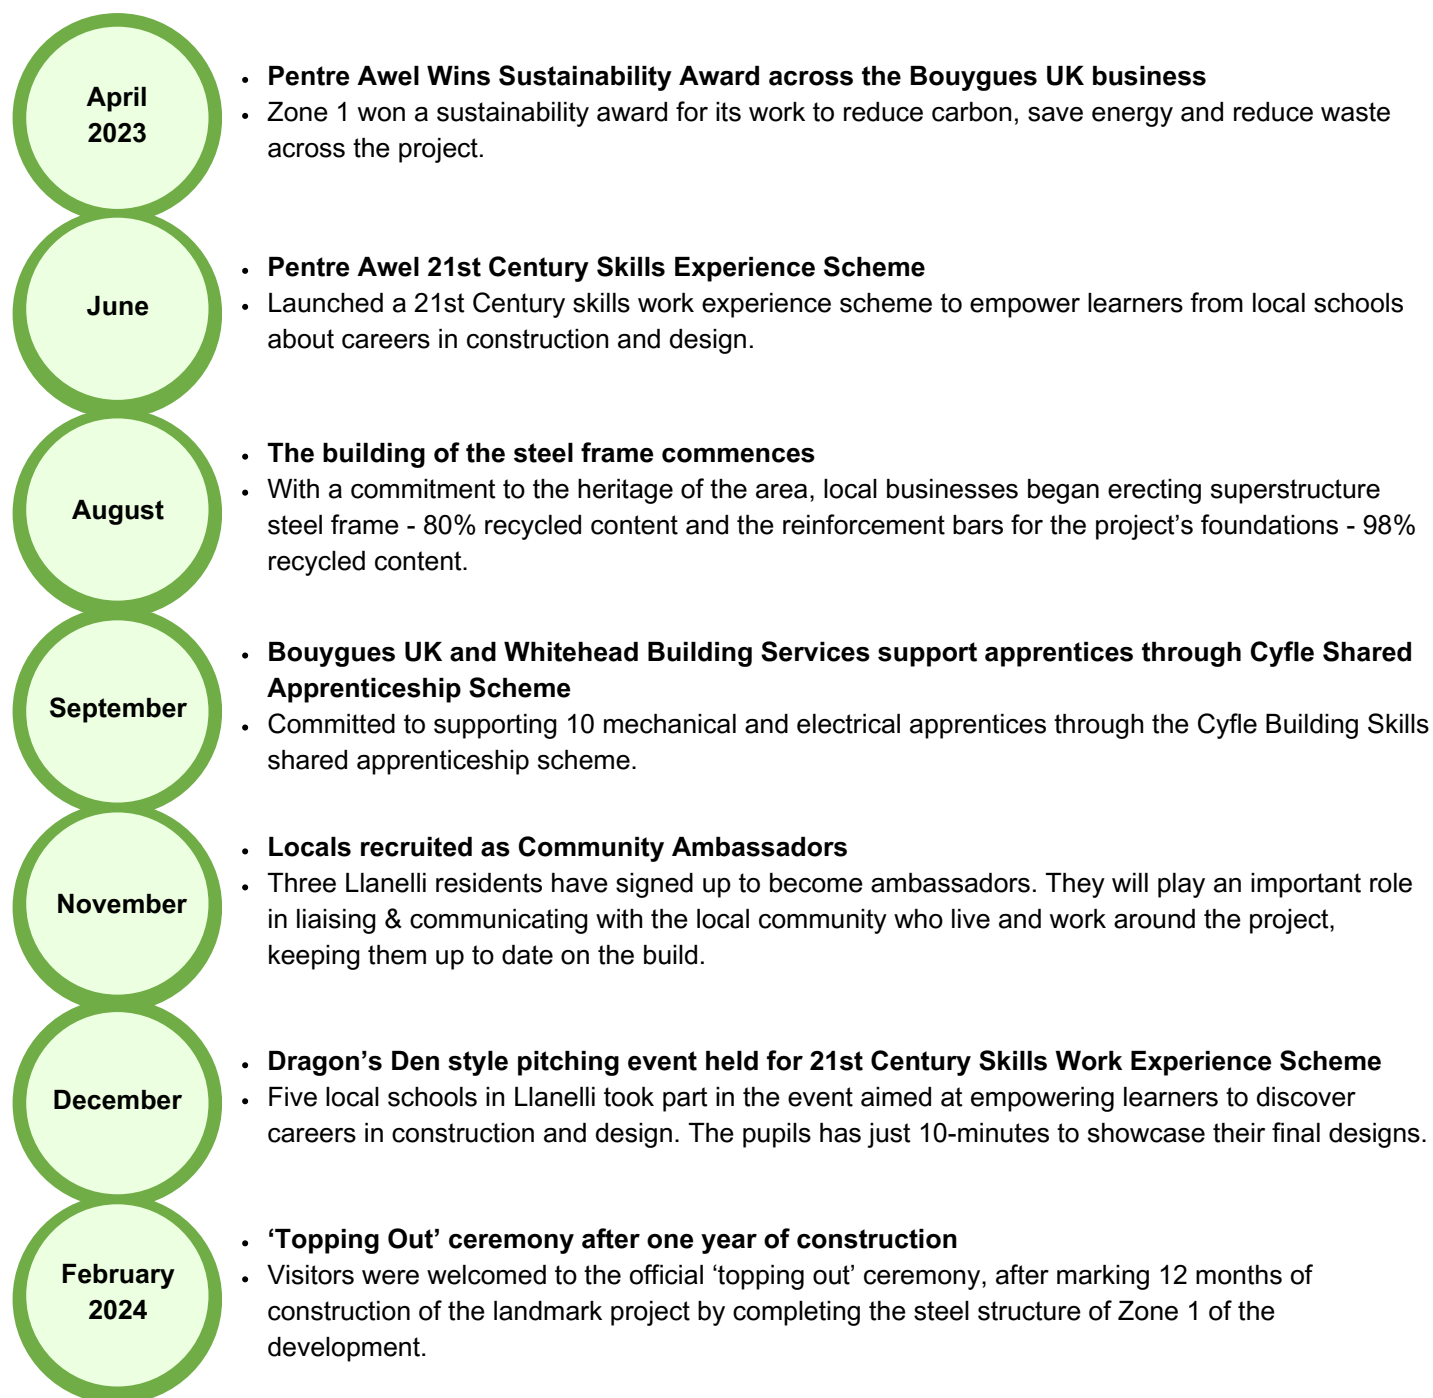 April
2023
• Pentre Awel Wins Sustainability Award across the Bouygues UK business
• Zone 1 won a sustainability award for its work to reduce carbon, save energy and reduce waste
across the project.
June
• Pentre Awel 21st Century Skills Experience Scheme
• Launched a 21st Century skills work experience scheme to empower learners from local schools
about careers in construction and design.
August
• The building of the steel frame commences
• With a commitment to the heritage of the area, local businesses began erecting superstructure
steel frame - 80% recycled content and the reinforcement bars for the project’s foundations - 98%
recycled content.
September
• Bouygues UK and Whitehead Building Services support apprentices through Cyfle Shared
Apprenticeship Scheme
• Committed to supporting 10 mechanical and electrical apprentices through the Cyfle Building Skills
shared apprenticeship scheme.
November
• Locals recruited as Community Ambassadors
• Three Llanelli residents have signed up to become ambassadors. They will play an important role
in liaising & communicating with the local community who live and work around the project,
keeping them up to date on the build.
December
• Dragon’s Den style pitching event held for 21st Century Skills Work Experience Scheme
• Five local schools in Llanelli took part in the event aimed at empowering learners to discover
careers in construction and design. The pupils has just 10-minutes to showcase their final designs.
February
2024
• ‘Topping Out’ ceremony after one year of construction
• Visitors were welcomed to the official ‘topping out’ ceremony, after marking 12 months of
construction of the landmark project by completing the steel structure of Zone 1 of the
development.